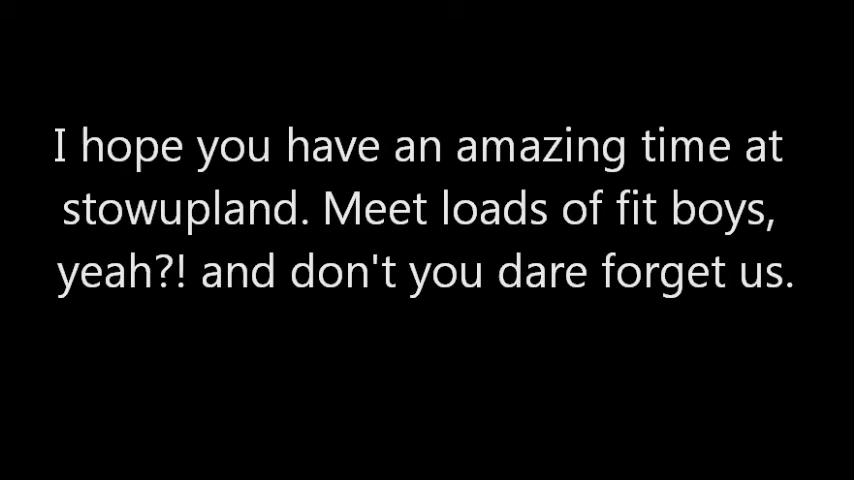 I hope you have an amazing time at
stowupland. Meet loads of fit boys,
yeah?! and don't you dare forget us.